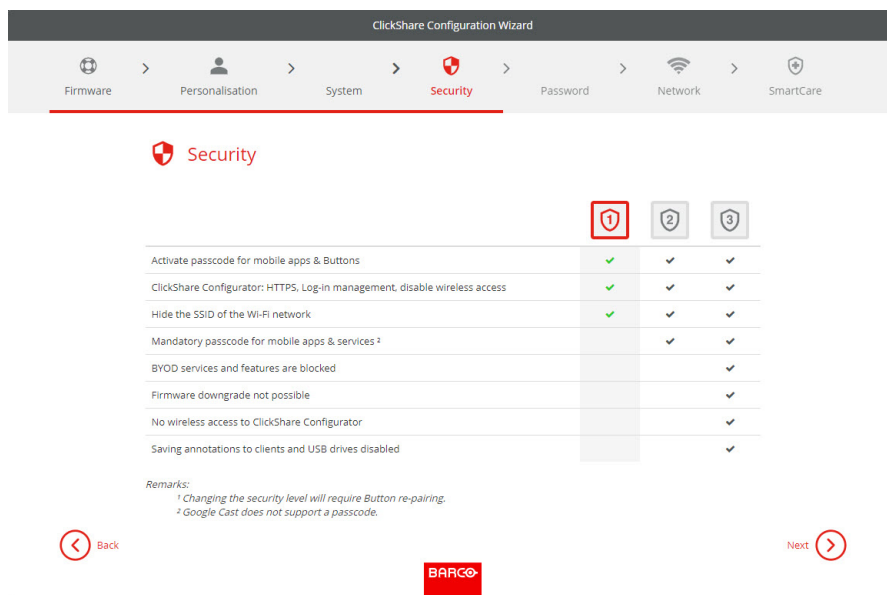 ClickShare Configuration Wizard
Firmware > Personalisation > System > Security > Password > Network > SmartCare
Security
1 2 3
Activate passcode for mobile apps & Buttons
ClickShare Configurator: HTTPS, Log-in management, disable wireless access
Hide the SSID of the Wi-Fi network
Mandatory passcode for mobile apps & services ²
BYOD services and features are blocked
Firmware downgrade not possible
No wireless access to ClickShare Configurator
Saving annotations to clients and USB drives disabled
Remarks:
¹ Changing the security level will require Button re-pairing.
² Google Cast does not support a passcode.
Back
Next
BARCO